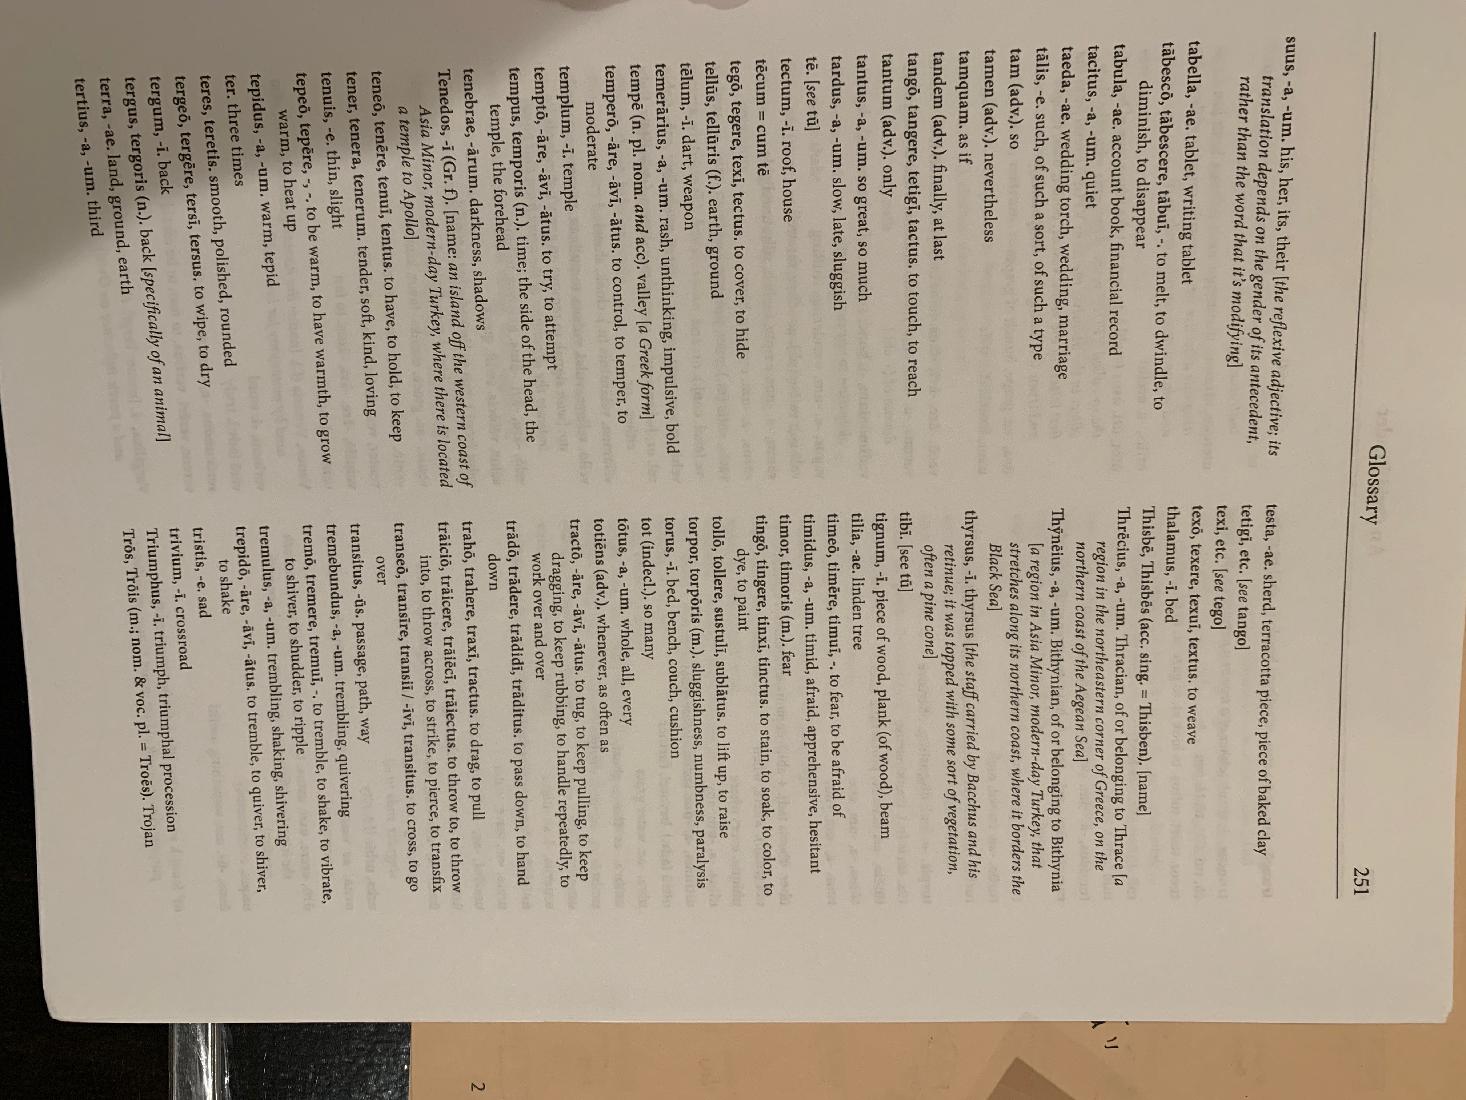 Glossary 251
suus, -a, -um. his, her, its, their [the reflexive adjective; its
translation depends on the gender of its antecedent,
rather than the word that it's modifying]
tabella, -ae. tablet, writing tablet
tābescō, tābescere, tābuī, -. to melt, to dwindle, to
diminish, to disappear
tabula, -ae. account book, financial record
tacitus, -a, -um. quiet
taeda, -ae. wedding torch, wedding, marriage
tālis, -e. such, of such a sort, of such a type
tam (adv.). so
tamen (adv.). nevertheless
tamquam. as if
tandem (adv.). finally, at last
tangō, tangere, tetigī, tactus. to touch, to reach
tantum (adv.). only
tantus, -a, -um. so great, so much
tardus, -a, -um. slow, late, sluggish
tē. [see tū]
tectum, -ī. roof, house
tēcum = cum tē
tegō, tegere, texī, tectus. to cover, to hide
tellūs, tellūris (f.). earth, ground
tēlum, -ī. dart, weapon
temerārius, -a, -um. rash, unthinking, impulsive, bold
tempē (n. pl. nom. and acc). valley [a Greek form]
temperō, -āre, -āvī, -ātus. to control, to temper, to
moderate
templum, -ī. temple
temptō, -āre, -āvī, -ātus. to try, to attempt
tempus, temporis (n.). time; the side of the head, the
temple, the forehead
tenebrae, -ārum. darkness, shadows
Tenedos, -ī (Gr. f). [name: an island off the western coast of
Asia Minor, modern-day Turkey, where there is located
a temple to Apollo]
teneō, tenēre, tenuī, tentus. to have, to hold, to keep
tener, tenera, tenerum. tender, soft, kind, loving
tenuis, -e. thin, slight
tepeō, tepēre, -, -. to be warm, to have warmth, to grow
warm, to heat up
tepidus, -a, -um. warm, tepid
ter. three times
teres, teretis. smooth, polished, rounded
tergeō, tergēre, tersī, tersus. to wipe, to dry
tergum, -ī. back
tergus, tergoris (n.). back [specifically of an animal]
terra, -ae. land, ground, earth
tertius, -a, -um. third
testa, -ae, sherd, terracotta piece, piece of baked clay
tetigi, etc. [see tango]
texi, etc. [see tego]
texō, texere, texuī, textus. to weave
thalamus, -ī. bed
Thisbē, Thisbēs (acc. sing. = Thisben). [name]
Thrēcius, -a, -um. Thracian, of or belonging to Thrace [a
region in the northeastern corner of Greece, on the
northern coast of the Aegean Sea]
Thȳnēius, -a, -um. Bithynian, of or belonging to Bithynia
[a region in Asia Minor, modern-day Turkey, that
stretches along its northern coast, where it borders the
Black Sea]
thyrsus, -ī. thyrsus [the staff carried by Bacchus and his
retinue; it was topped with some sort of vegetation,
often a pine cone]
tibī. [see tū]
tignum, -ī. piece of wood, plank (of wood), beam
tilia, -ae. linden tree
timeō, timēre, timuī, -. to fear, to be afraid of
timidus, -a, -um. timid, afraid, apprehensive, hesitant
timor, timoris (m.). fear
tingō, tingere, tinxī, tinctus. to stain, to soak, to color, to
dye, to paint
tollō, tollere, sustulī, sublātus. to lift up, to raise
torpor, torpōris (m.). sluggishness, numbness, paralysis
torus, -ī. bed, bench, couch, cushion
tot (indecl.). so many
tōtus, -a, -um. whole, all, every
totiēns (adv.). whenever, as often as
tractō, -āre, -āvī, -ātus. to tug, to keep pulling, to keep
dragging, to keep rubbing, to handle repeatedly, to
work over and over
trādō, trādere, trādidī, trāditus. to pass down, to hand
down
trahō, trahere, traxī, tractus. to drag, to pull
trāiciō, trāicere, trāiēcī, trāiectus. to throw to, to throw
into, to throw across, to strike, to pierce, to transfix
transeō, transīre, transiī / -īvī, transitus. to cross, to go
over
transitus, -ūs, passage, path, way
tremebundus, -a, -um. trembling, quivering
tremō, tremere, tremuī, -. to tremble, to shake, to vibrate,
to shiver, to shudder, to ripple
tremulus, -a, -um. trembling, shaking, shivering
trepidō, -āre, -āvī, -ātus. to tremble, to quiver, to shiver,
to shake
tristis, -e. sad
trivium, -ī. crossroad
Triumphus, -ī. triumph, triumphal procession
Trōs, Trōis (m.; nom. & voc. pl. = Troēs). Trojan
2